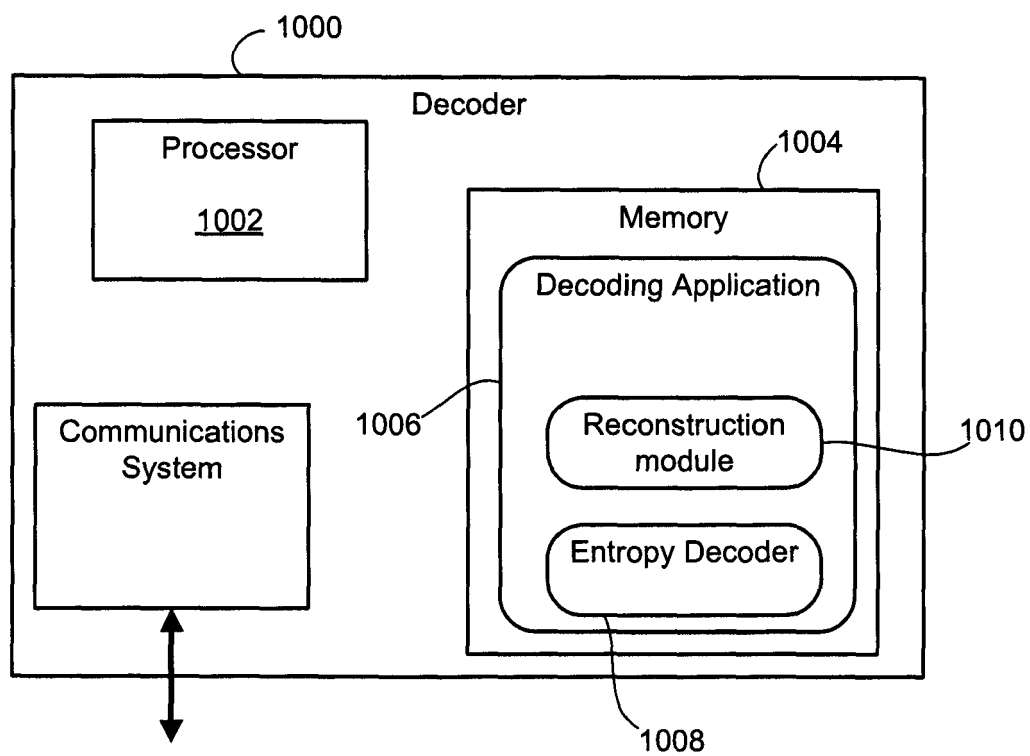 1000
Decoder
Processor
1002
1004
Memory
Decoding Application
1006
Communications
System
Reconstruction
module
1010
Entropy Decoder
1008